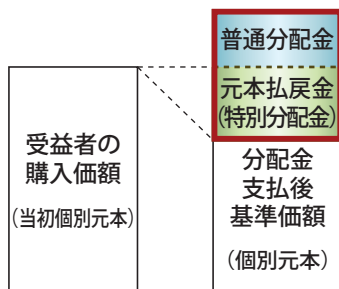 普通分配金
元本払戻金
(特別分配金)
受益者の
購入価額
(当初個別元本)
分配金
支払後
基準価額
(個別元本)